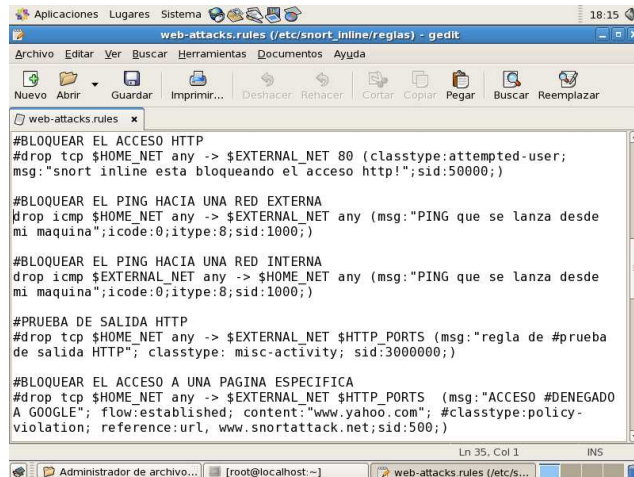 Aplicaciones Lugares Sistema 18:15
web-attacks.rules (/etc/snort_inline/reglas) - gedit
Archivo Editar Ver Buscar Herramientas Documentos Ayuda
Nuevo Abrir Guardar Imprimir... Deshacer Rehacer Cortar Copiar Pegar Buscar Reemplazar
web-attacks.rules x
#BLOQUEAR EL ACCESO HTTP
#drop tcp $HOME_NET any -> $EXTERNAL_NET 80 (classtype:attempted-user;
msg:"snort inline esta bloqueando el acceso http!";sid:50000;)
#BLOQUEAR EL PING HACIA UNA RED EXTERNA
drop icmp $HOME_NET any -> $EXTERNAL_NET any (msg:"PING que se lanza desde
mi maquina";icode:0;itype:8;sid:1000;)
#BLOQUEAR EL PING HACIA UNA RED INTERNA
drop icmp $EXTERNAL_NET any -> $HOME_NET any (msg:"PING que se lanza desde
mi maquina";icode:0;itype:8;sid:1000;)
#PRUEBA DE SALIDA HTTP
#drop tcp $HOME_NET any -> $EXTERNAL_NET $HTTP_PORTS (msg:"regla de #prueba
de salida HTTP"; classtype: misc-activity; sid:3000000;)
#BLOQUEAR EL ACCESO A UNA PAGINA ESPECIFICA
#drop tcp $HOME_NET any -> $EXTERNAL_NET $HTTP_PORTS (msg:"ACCESO #DENEGADO
A GOOGLE"; flow:established; content:"www.yahoo.com"; #classtype:policy-
violation; reference:url, www.snortattack.net;sid:500;)
Ln 35, Col 1 INS
Administrador de archivo... [root@localhost:~] web-attacks.rules (/etc/s...